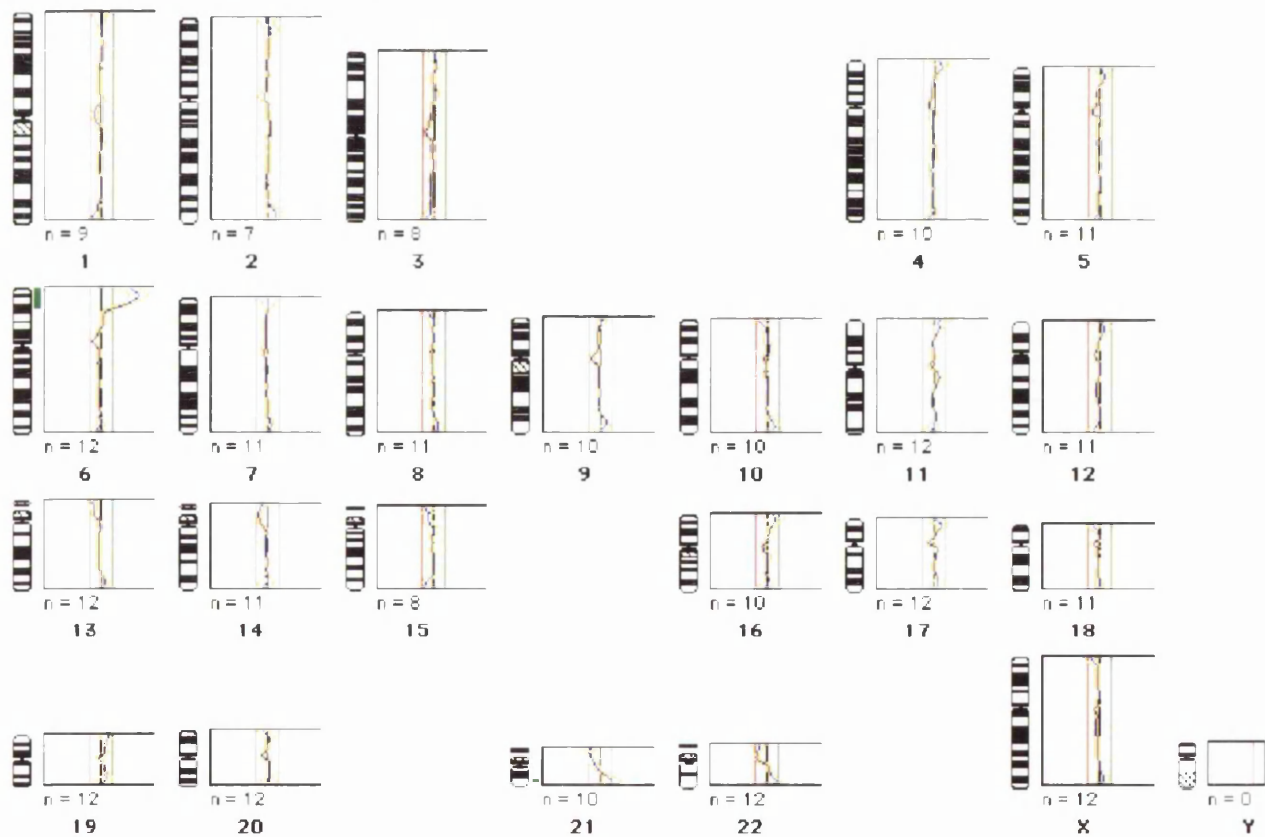 n = 9 n = 7 n = 8 n = 10 n = 11
1 2 3 4 5
n = 12 n = 11 n = 11 n = 10 n = 10 n = 12 n = 11
6 7 8 9 10 11 12
n = 12 n = 11 n = 8 n = 10 n = 12 n = 11
13 14 15 16 17 18
n = 12 n = 12 n = 10 n = 12 n = 12 n = 0
19 20 21 22 X Y